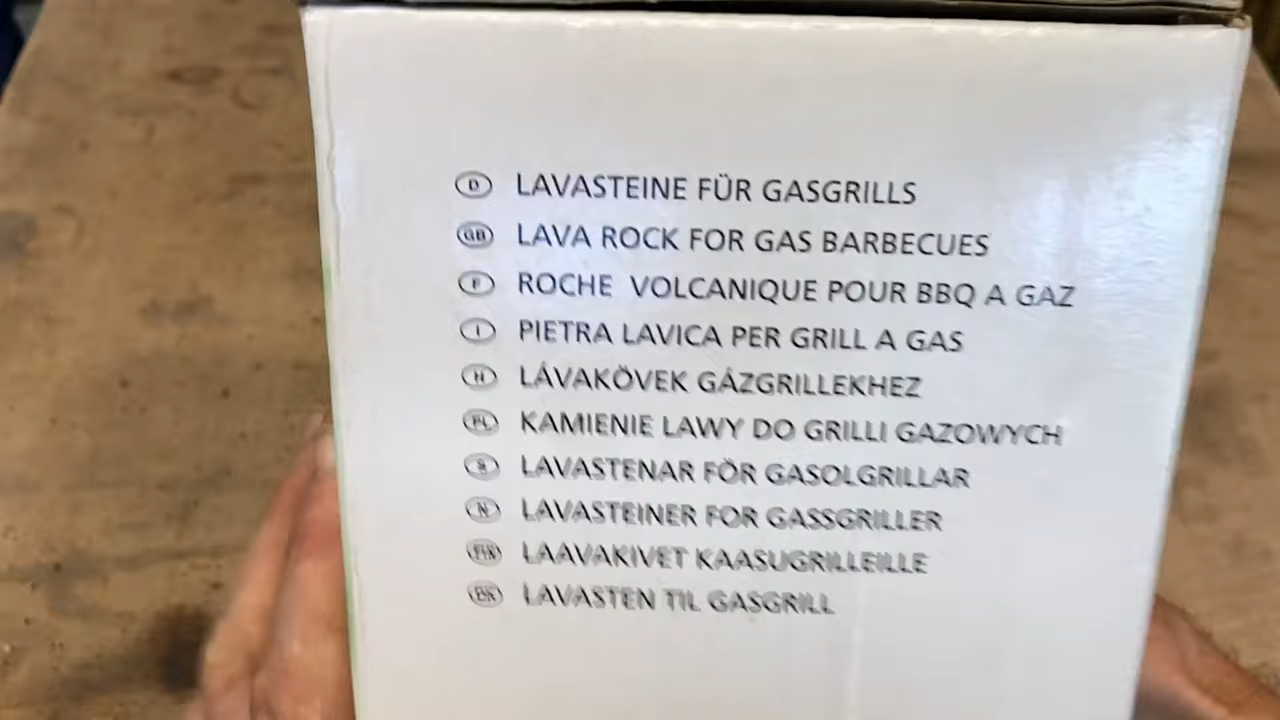 D LAVASTEINE FÜR GASGRILLS
GB LAVA ROCK FOR GAS BARBECUES
F ROCHE VOLCANIQUE POUR BBQ A GAZ
I PIETRA LAVICA PER GRILL A GAS
H LÁVAKÖVEK GÁZGRILLEKHEZ
PL KAMIENIE LAWY DO GRILLI GAZOWYCH
S LAVASTENAR FÖR GASOLGRILLAR
N LAVASTEINER FOR GASSGRILLER
FIN LAAVAKIVET KAASUGRILLEILLE
DK LAVASTEN TIL GASGRILL